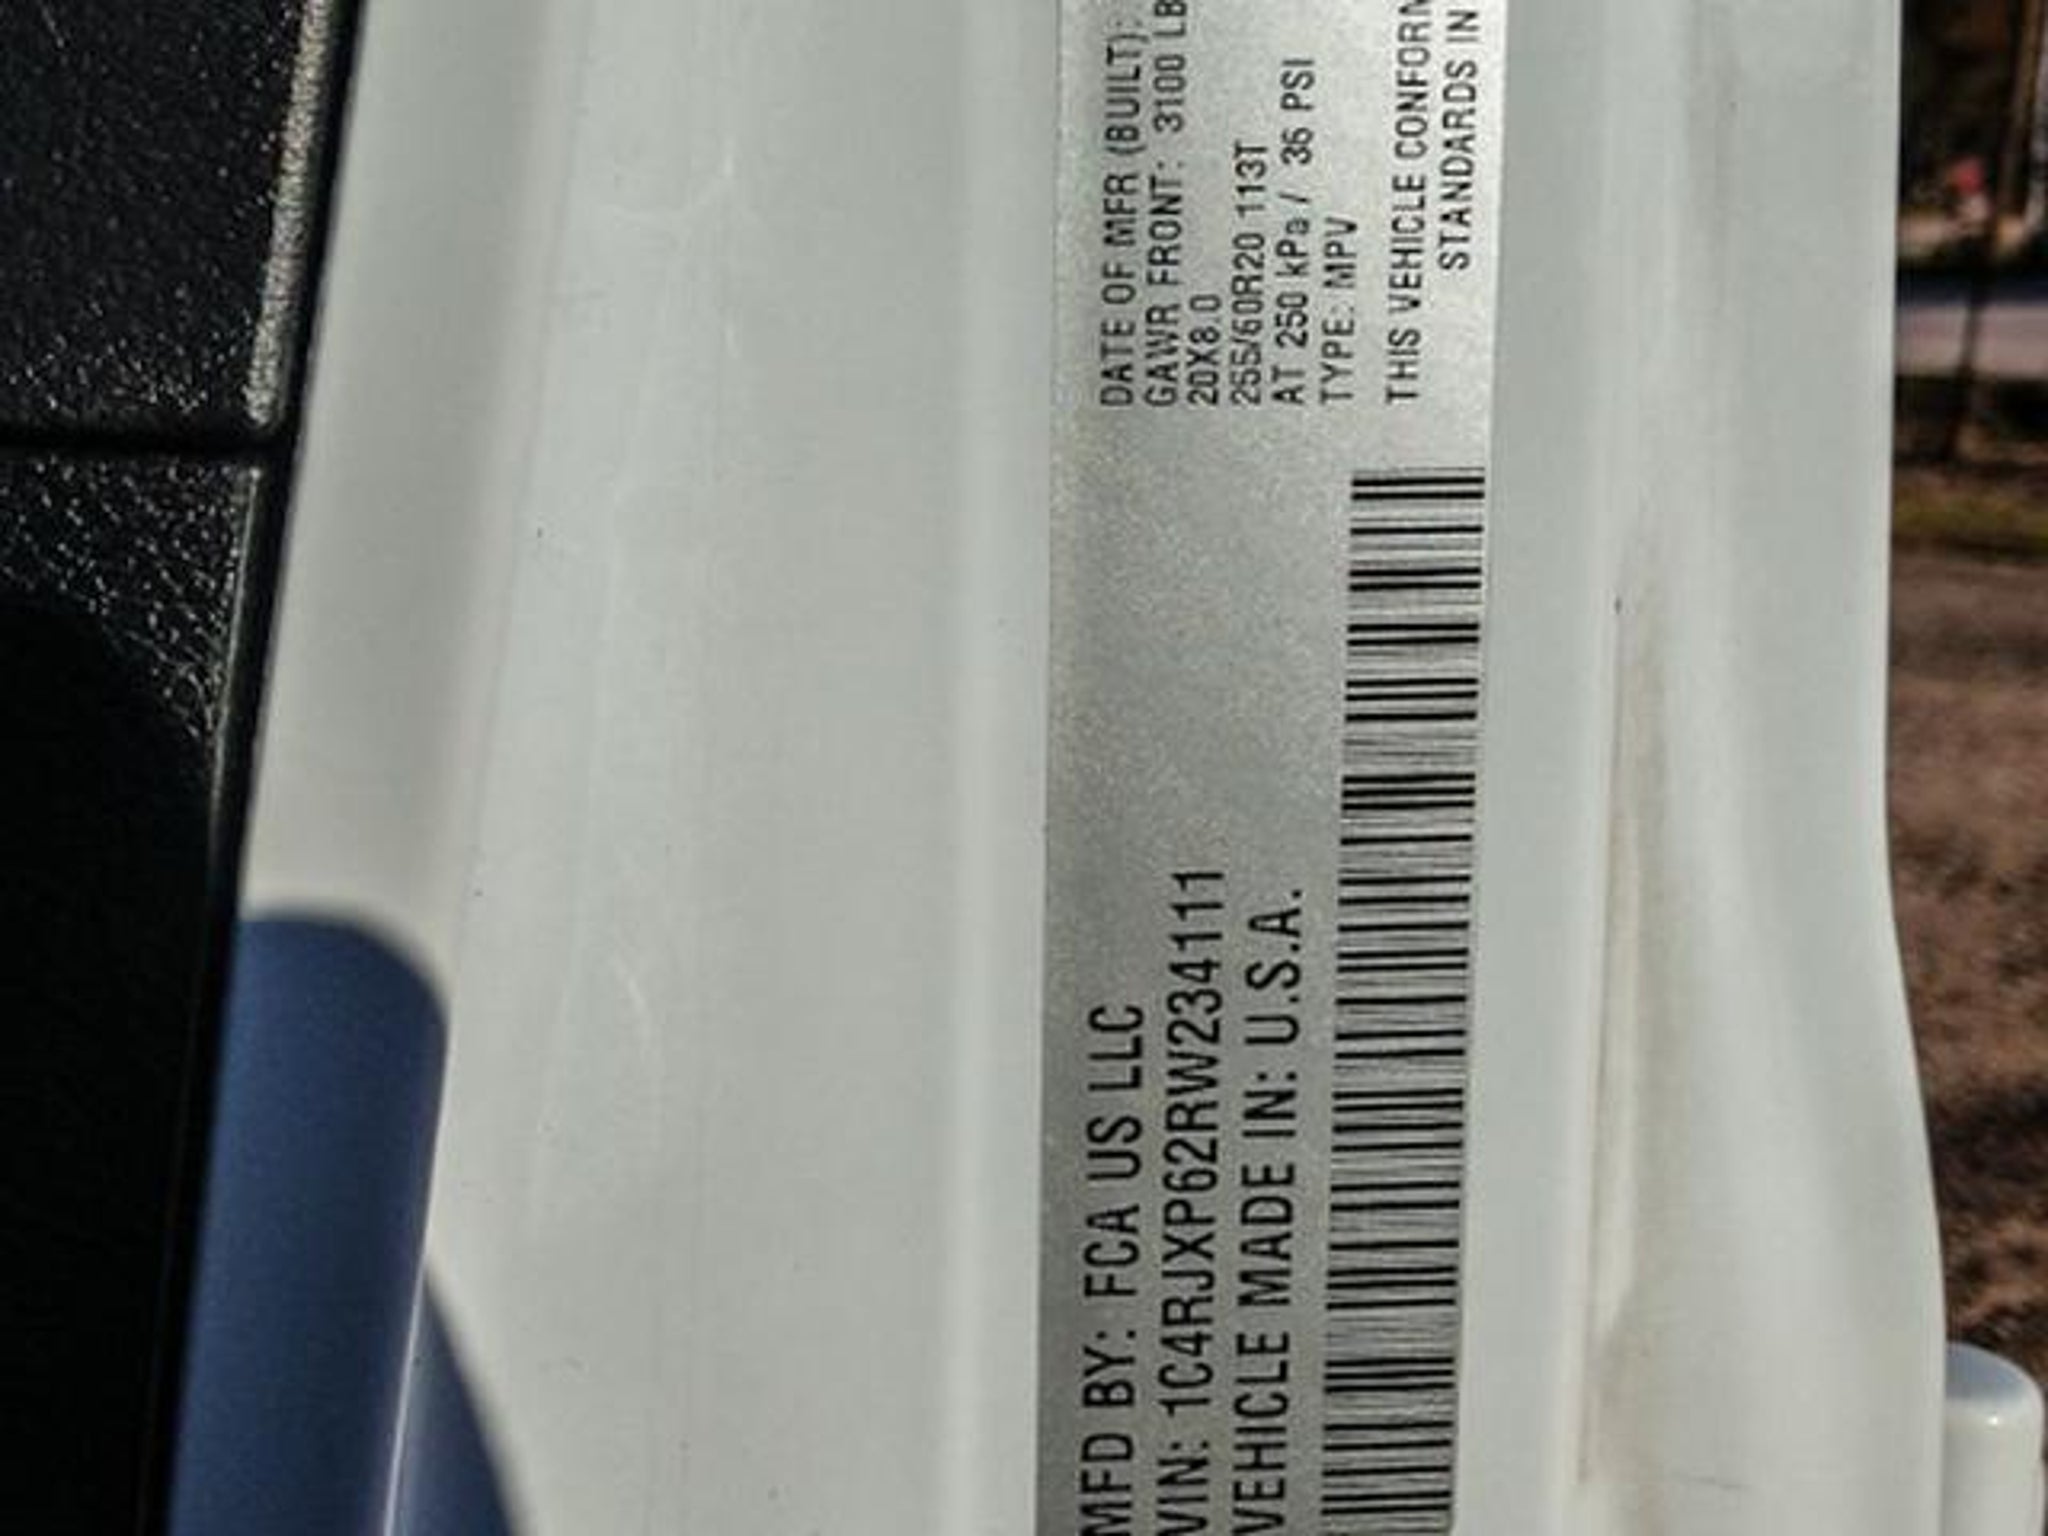 MFD BY: FCA US LLC
VIN: 1C4RJXP62RW234111
VEHICLE MADE IN: U.S.A.
DATE OF MFR (BUILT):
GAWR FRONT: 3100 LB
20X8.0
255/60R20 113T
AT 250 kPa / 36 PSI
TYPE: MPV
THIS VEHICLE CONFORM
STANDARDS IN